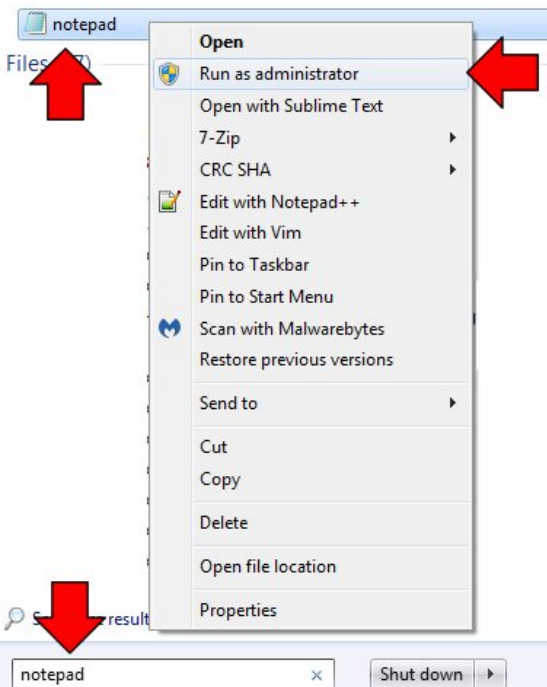 notepad
Files
Open
Run as administrator
Open with Sublime Text
7-Zip
CRC SHA
Edit with Notepad++
Edit with Vim
Pin to Taskbar
Pin to Start Menu
Scan with Malwarebytes
Restore previous versions
Send to
Cut
Copy
Delete
Open file location
Properties
result
notepad
Shut down